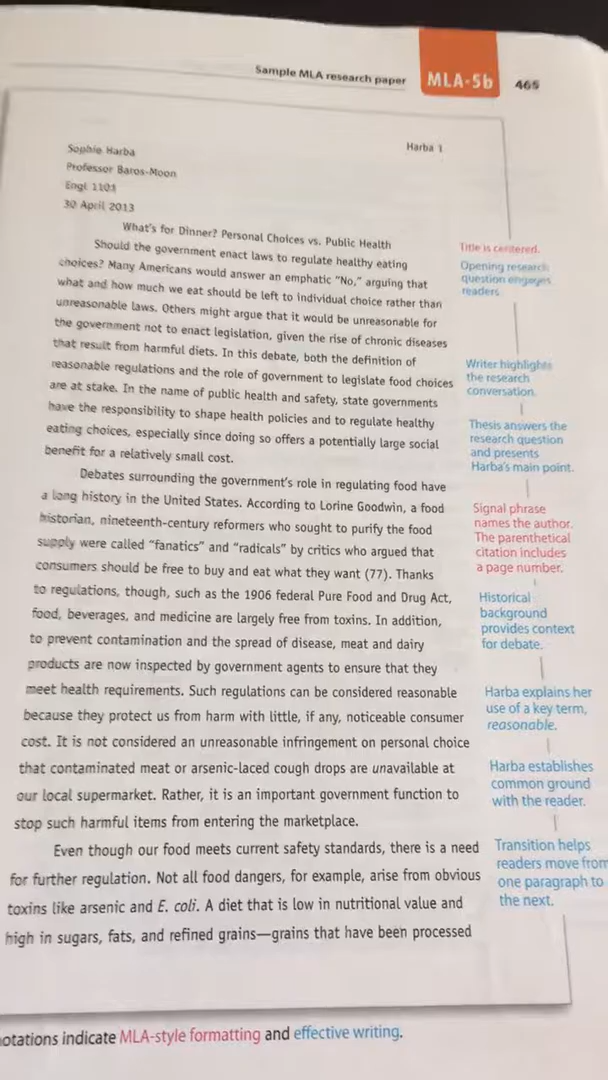 Sample MLA research paper MLA-5b 465
Sophie Harba Harba 1
Professor Baros-Moon
Engl 1101
30 April 2013
What's for Dinner? Personal Choices vs. Public Health
Should the government enact laws to regulate healthy eating
choices? Many Americans would answer an emphatic "No," arguing that
what and how much we eat should be left to individual choice rather than
unreasonable laws. Others might argue that it would be unreasonable for
the government not to enact legislation, given the rise of chronic diseases
that result from harmful diets. In this debate, both the definition of
reasonable regulations and the role of government to legislate food choices
are at stake. In the name of public health and safety, state governments
have the responsibility to shape health policies and to regulate healthy
eating choices, especially since doing so offers a potentially large social
benefit for a relatively small cost.
Debates surrounding the government's role in regulating food have
a long history in the United States. According to Lorine Goodwin, a food
historian, nineteenth-century reformers who sought to purify the food
supply were called "fanatics" and "radicals" by critics who argued that
consumers should be free to buy and eat what they want (77). Thanks
to regulations, though, such as the 1906 federal Pure Food and Drug Act,
food, beverages, and medicine are largely free from toxins. In addition,
to prevent contamination and the spread of disease, meat and dairy
products are now inspected by government agents to ensure that they
meet health requirements. Such regulations can be considered reasonable
because they protect us from harm with little, if any, noticeable consumer
cost. It is not considered an unreasonable infringement on personal choice
that contaminated meat or arsenic-laced cough drops are unavailable at
our local supermarket. Rather, it is an important government function to
stop such harmful items from entering the marketplace.
Even though our food meets current safety standards, there is a need
for further regulation. Not all food dangers, for example, arise from obvious
toxins like arsenic and E. coli. A diet that is low in nutritional value and
high in sugars, fats, and refined grains—grains that have been processed
Title is centered.
Opening research
question engages
readers.
Writer highlights
the research
conversation.
Thesis answers the
research question
and presents
Harba's main point.
Signal phrase
names the author.
The parenthetical
citation includes
a page number.
Historical
background
provides context
for debate.
Harba explains her
use of a key term,
reasonable.
Harba establishes
common ground
with the reader.
Transition helps
readers move from
one paragraph to
the next.
notations indicate MLA-style formatting and effective writing.